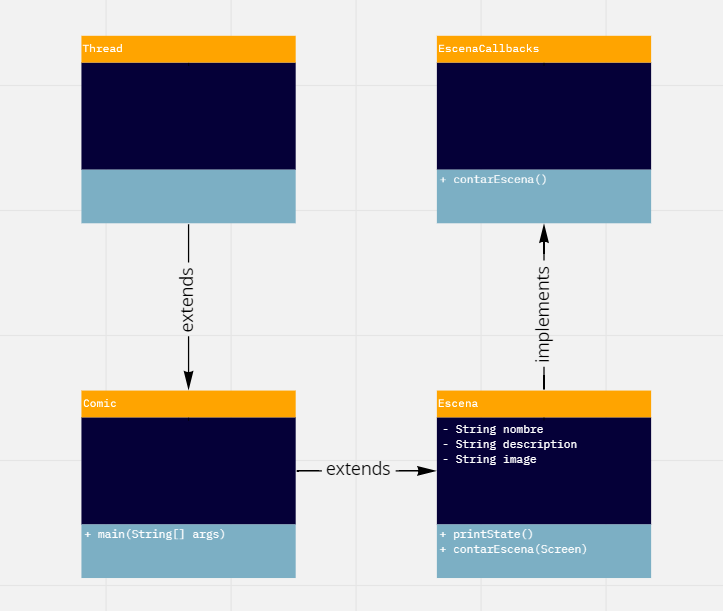 Thread
EscenaCallbacks
+ contarEscena()
extends
implements
Comic
+ main(String[] args)
extends
Escena
- String nombre
- String description
- String image
+ printState()
+ contarEscena(Screen)